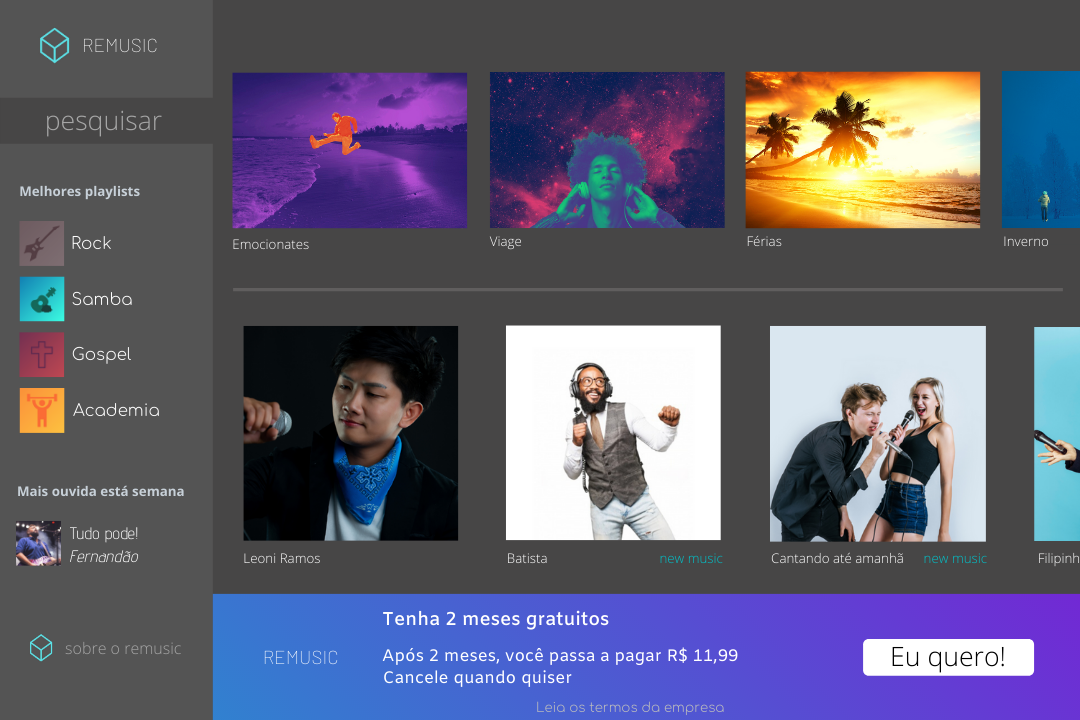 REMUSIC
pesquisar
Melhores playlists
Rock
Samba
Gospel
Academia
Mais ouvida está semana
Tudo pode!
Fernandão
sobre o remusic
Emocionates
Viage
Férias
Inverno
Leoni Ramos
Batista
new music
Cantando até amanhã
new music
Filipinh
REMUSIC
Tenha 2 meses gratuitos
Após 2 meses, você passa a pagar R$ 11,99
Cancele quando quiser
Leia os termos da empresa
Eu quero!